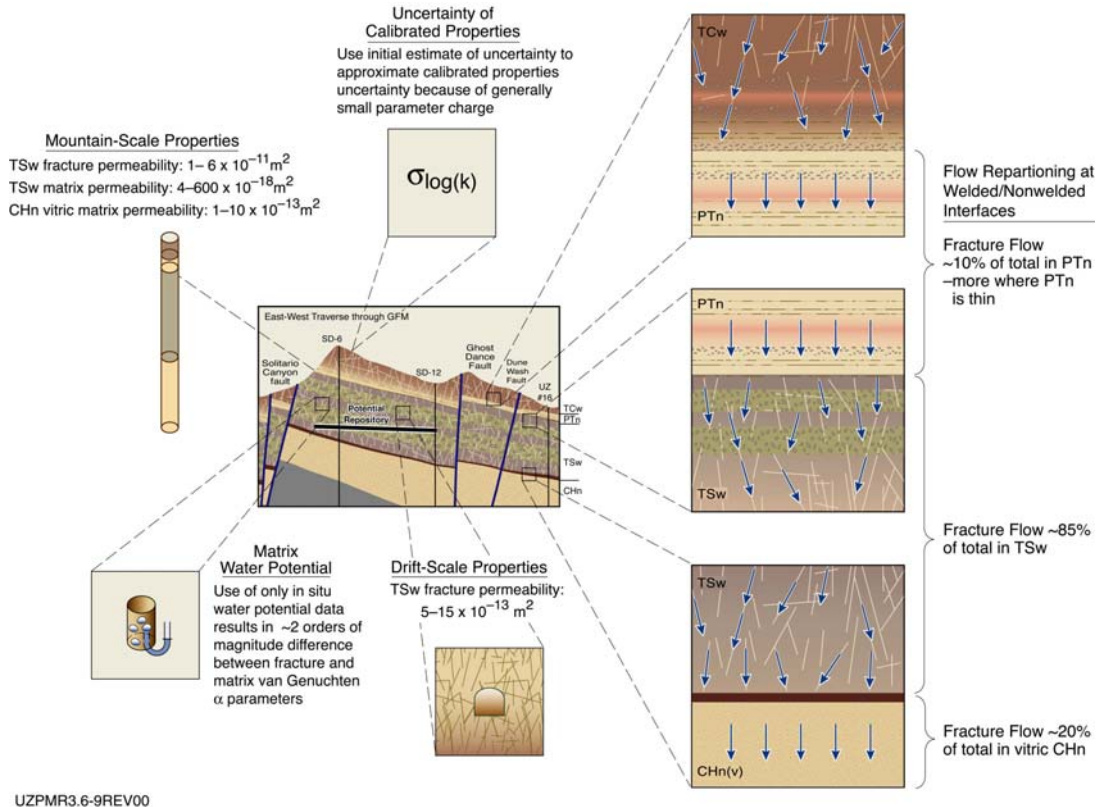 Uncertainty of
Calibrated Properties
Use initial estimate of uncertainty to
approximate calibrated properties
uncertainty because of generally
small parameter charge
σlog(k)
Mountain-Scale Properties
TSw fracture permeability: 1– 6 x 10⁻¹¹m²
TSw matrix permeability: 4–600 x 10⁻¹⁸m²
CHn vitric matrix permeability: 1–10 x 10⁻¹³m²
East-West Traverse through GFM
SD-6
Solitario
Canyon
fault
SD-12
Ghost
Dance
Fault
Dune
Wash
Fault
UZ
#16
Potential
Repository
TCw
PTn
TSw
CHn
Matrix
Water Potential
Use of only in situ
water potential data
results in ~2 orders of
magnitude difference
between fracture and
matrix van Genuchten
α parameters
Drift-Scale Properties
TSw fracture permeability:
5–15 x 10⁻¹³ m²
TCw
PTn
PTn
TSw
TSw
CHn(v)
Flow Repartioning at
Welded/Nonwelded
Interfaces
Fracture Flow
~10% of total in PTn
–more where PTn
is thin
Fracture Flow ~85%
of total in TSw
Fracture Flow ~20%
of total in vitric CHn
UZPMR3.6-9REV00